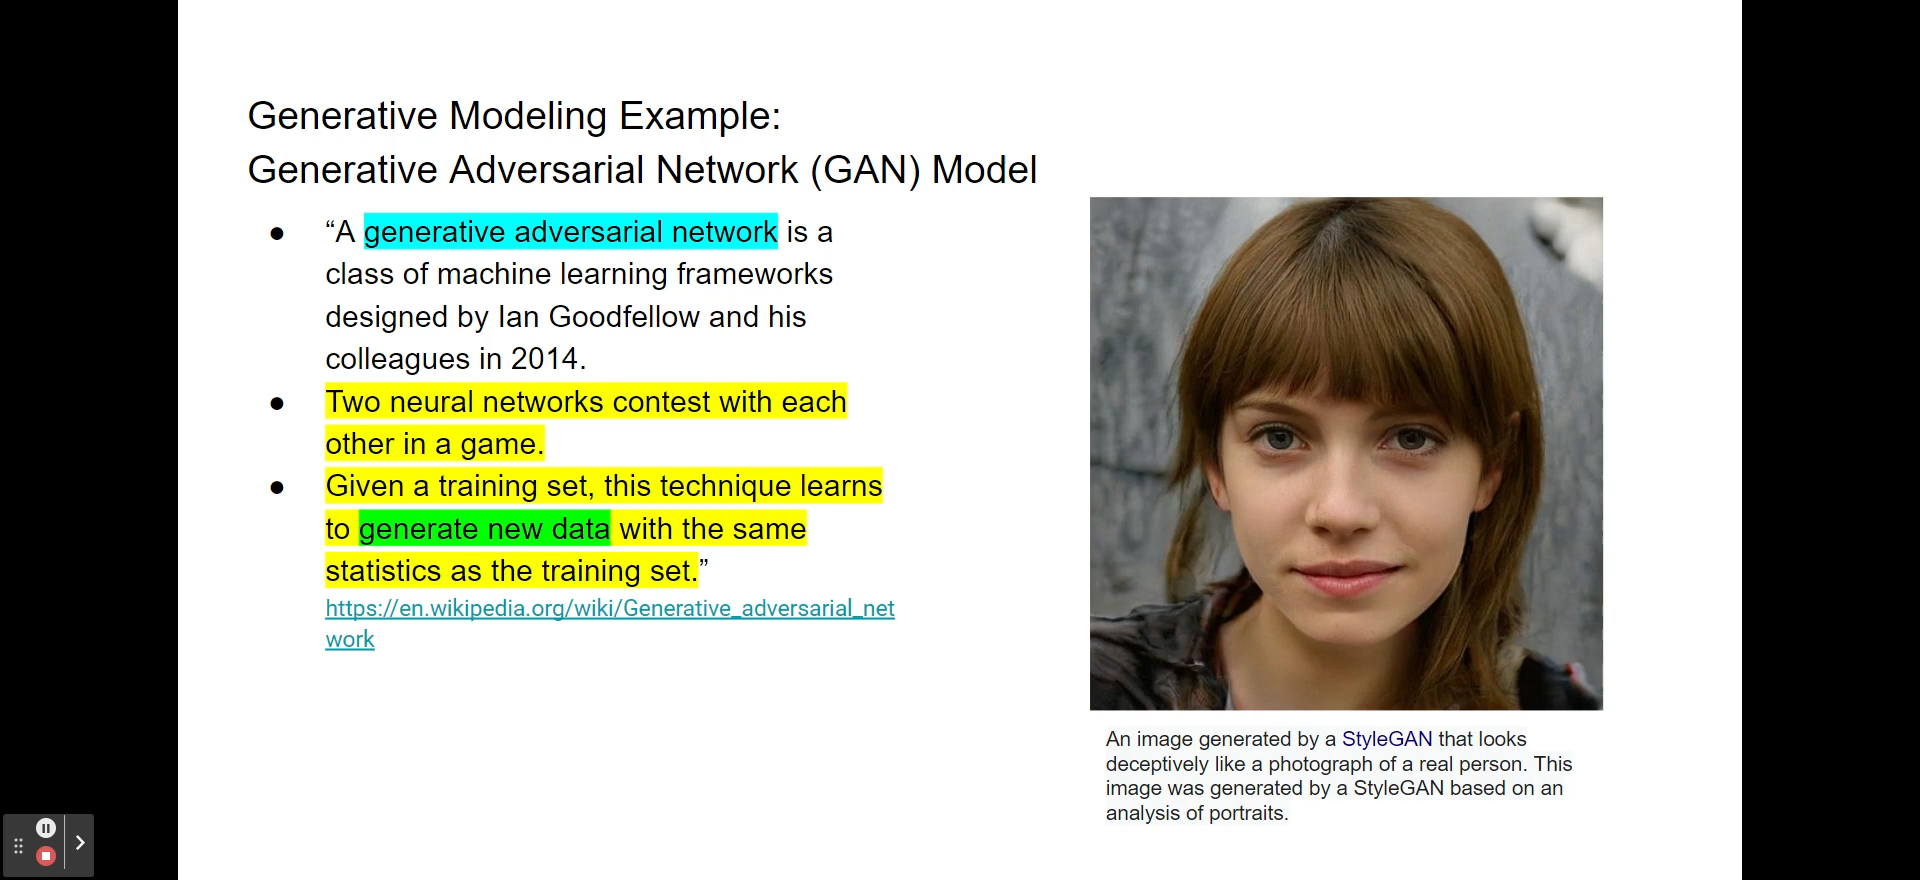 Generative Modeling Example:
Generative Adversarial Network (GAN) Model
● “A generative adversarial network is a
class of machine learning frameworks
designed by Ian Goodfellow and his
colleagues in 2014.
● Two neural networks contest with each
other in a game.
● Given a training set, this technique learns
to generate new data with the same
statistics as the training set.”
https://en.wikipedia.org/wiki/Generative_adversarial_net
work
An image generated by a StyleGAN that looks
deceptively like a photograph of a real person. This
image was generated by a StyleGAN based on an
analysis of portraits.